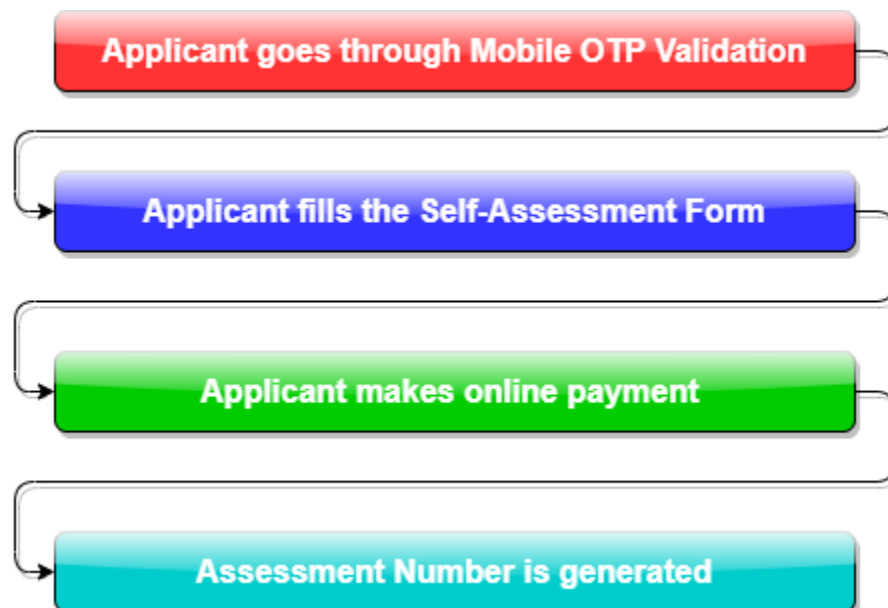 Applicant goes through Mobile OTP Validation
Applicant fills the Self-Assessment Form
Applicant makes online payment
Assessment Number is generated